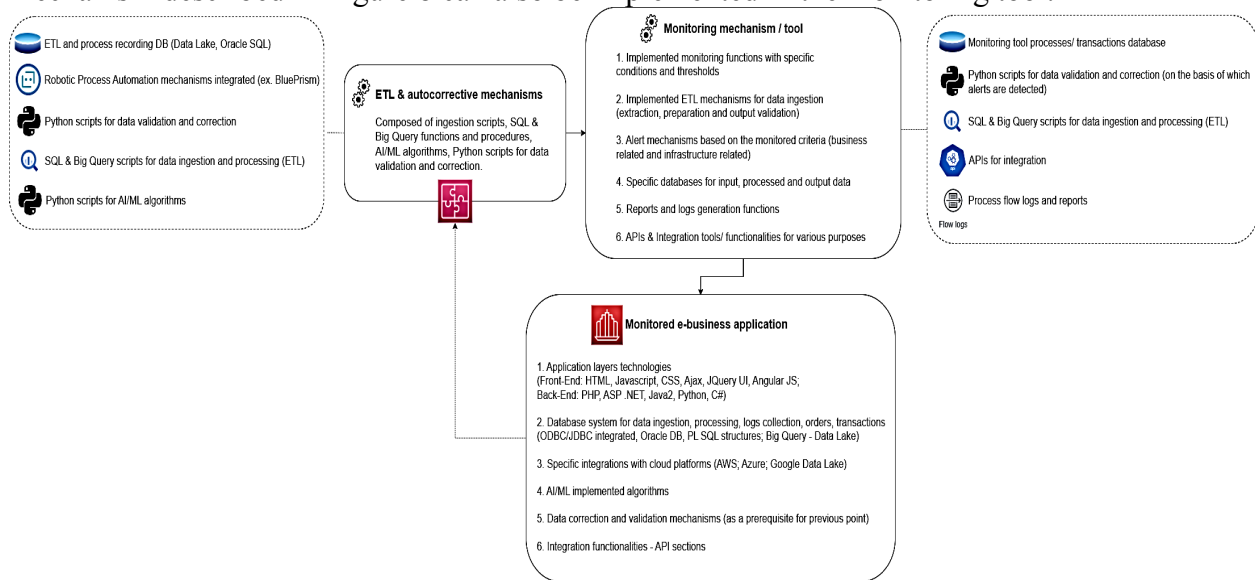 ETL and process recording DB (Data Lake, Oracle SQL)
Robotic Process Automation mechanisms integrated (ex. BluePrism)
Python scripts for data validation and correction
SQL & Big Query scripts for data ingestion and processing (ETL)
Python scripts for AI/ML algorithms
ETL & autocorrective mechanisms
Composed of ingestion scripts, SQL &
Big Query functions and procedures,
AI/ML algorithms, Python scripts for data
validation and correction.
Monitoring mechanism / tool
1. Implemented monitoring functions with specific
conditions and thresholds
2. Implemented ETL mechanisms for data ingestion
(extraction, preparation and output validation)
3. Alert mechanisms based on the monitored criteria (business
related and infrastructure related)
4. Specific databases for input, processed and output data
5. Reports and logs generation functions
6. APIs & Integration tools/ functionalities for various purposes
Monitoring tool processes/ transactions database
Python scripts for data validation and correction (on the basis of which
alerts are detected)
SQL & Big Query scripts for data ingestion and processing (ETL)
APIs for integration
Process flow logs and reports
Flow logs
Monitored e-business application
1. Application layers technologies
(Front-End: HTML, Javascript, CSS, Ajax, JQuery UI, Angular JS;
Back-End: PHP, ASP .NET, Java2, Python, C#)
2. Database system for data ingestion, processing, logs collection, orders, transactions
(ODBC/JDBC integrated, Oracle DB, PL SQL structures; Big Query - Data Lake)
3. Specific integrations with cloud platforms (AWS; Azure; Google Data Lake)
4. AI/ML implemented algorithms
5. Data correction and validation mechanisms (as a prerequisite for previous point)
6. Integration functionalities - API sections